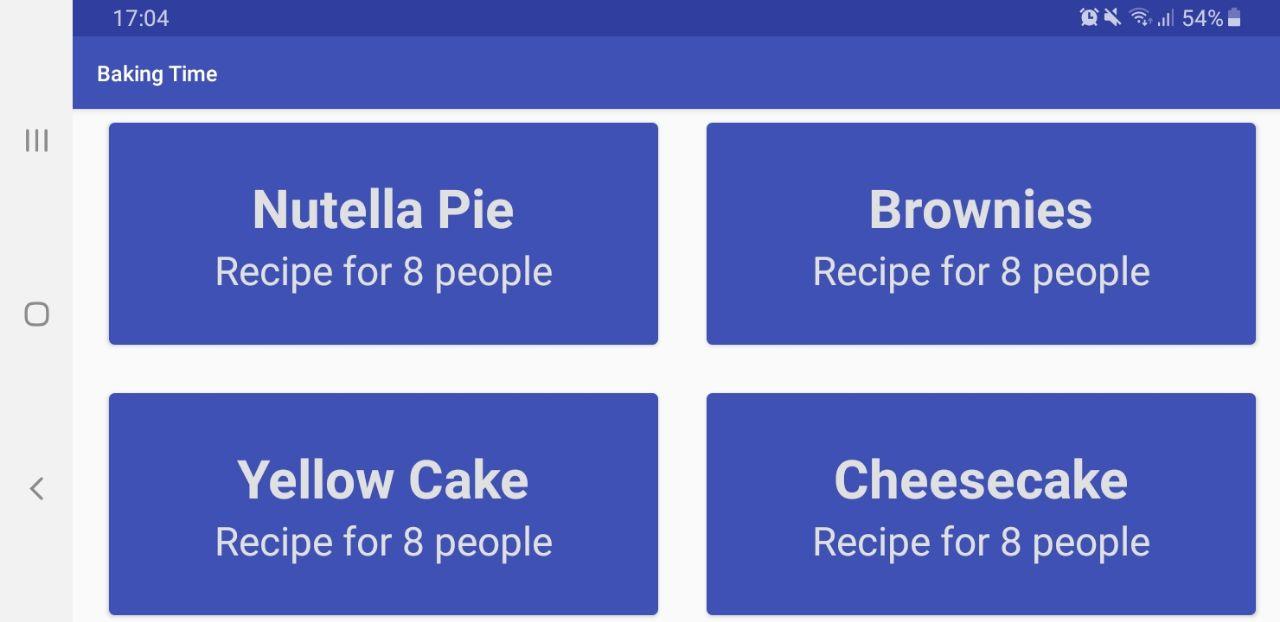 17:04 54%
Baking Time
Nutella Pie
Recipe for 8 people
Brownies
Recipe for 8 people
Yellow Cake
Recipe for 8 people
Cheesecake
Recipe for 8 people